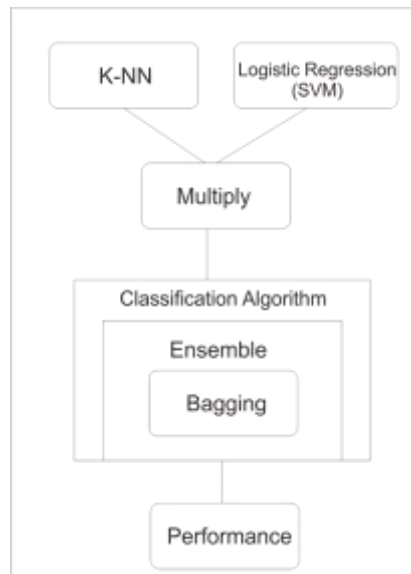 K-NN
Logistic Regression
(SVM)
Multiply
Classification Algorithm
Ensemble
Bagging
Performance